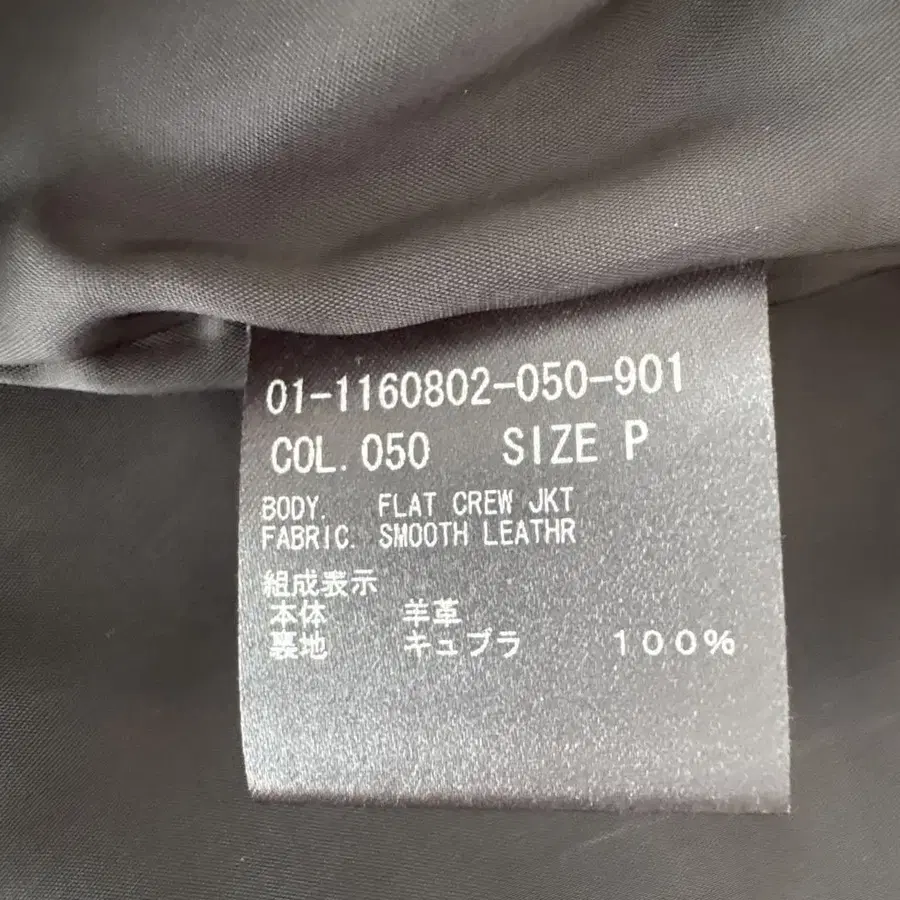 01-1160802-050-901
COL. 050 SIZE P
BODY. FLAT CREW JKT
FABRIC. SMOOTH LEATHR
組成表示
本体 羊革
裏地 キュプラ 100%